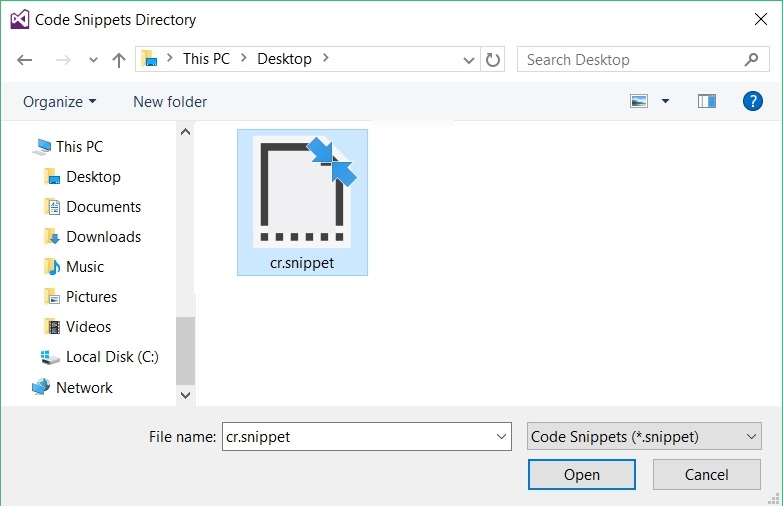 Code Snippets Directory
This PC Desktop Search Desktop
Organize New folder ?
This PC
Desktop
Documents
Downloads
Music
Pictures
Videos
Local Disk (C:)
Network
cr.snippet
File name: cr.snippet Code Snippets (*.snippet)
Open Cancel